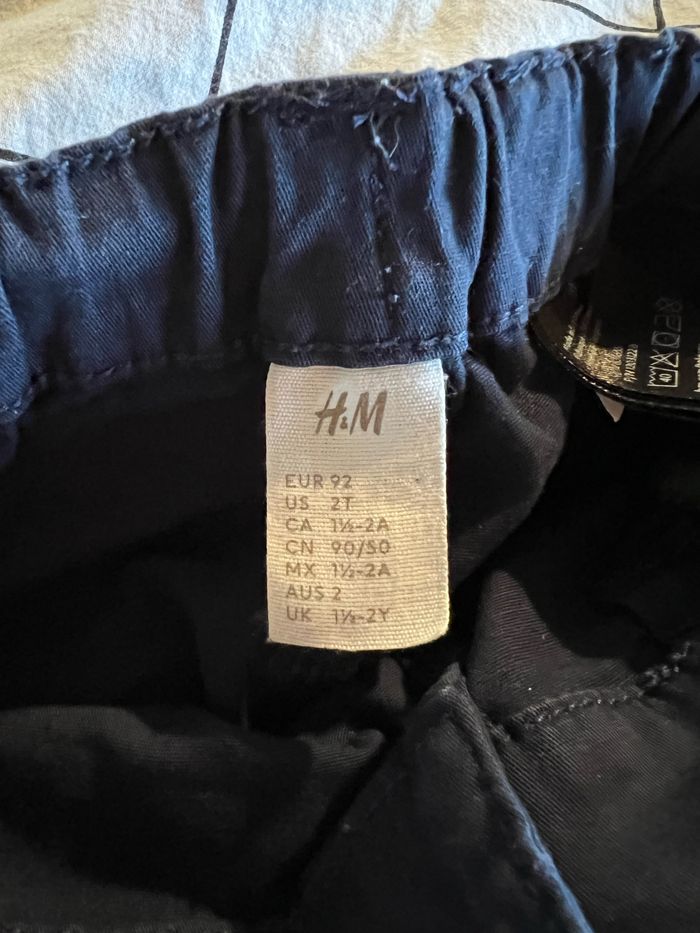 H&M
EUR 92
US 2T
CA 1½-2A
CN 90/50
MX 1½-2A
AUS 2
UK 1½-2Y
40